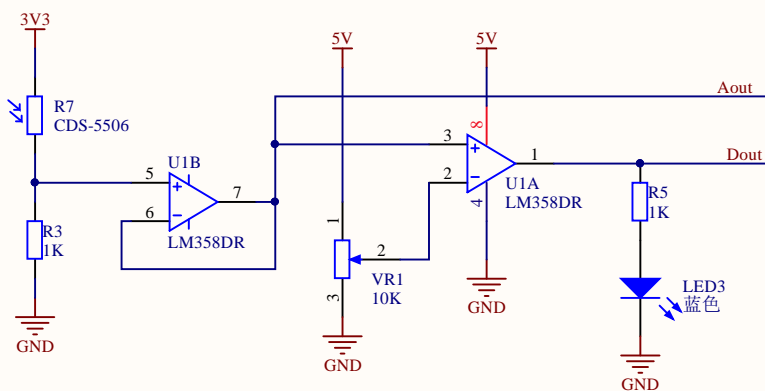 3V3
5V
5V
Aout
R7
CDS-5506
8
3
2
1
Dout
U1B
5
6
7
LM358DR
U1A
LM358DR
4
R5
1K
R3
1K
1
2
3
VR1
10K
LED3
蓝色
GND
GND
GND
GND